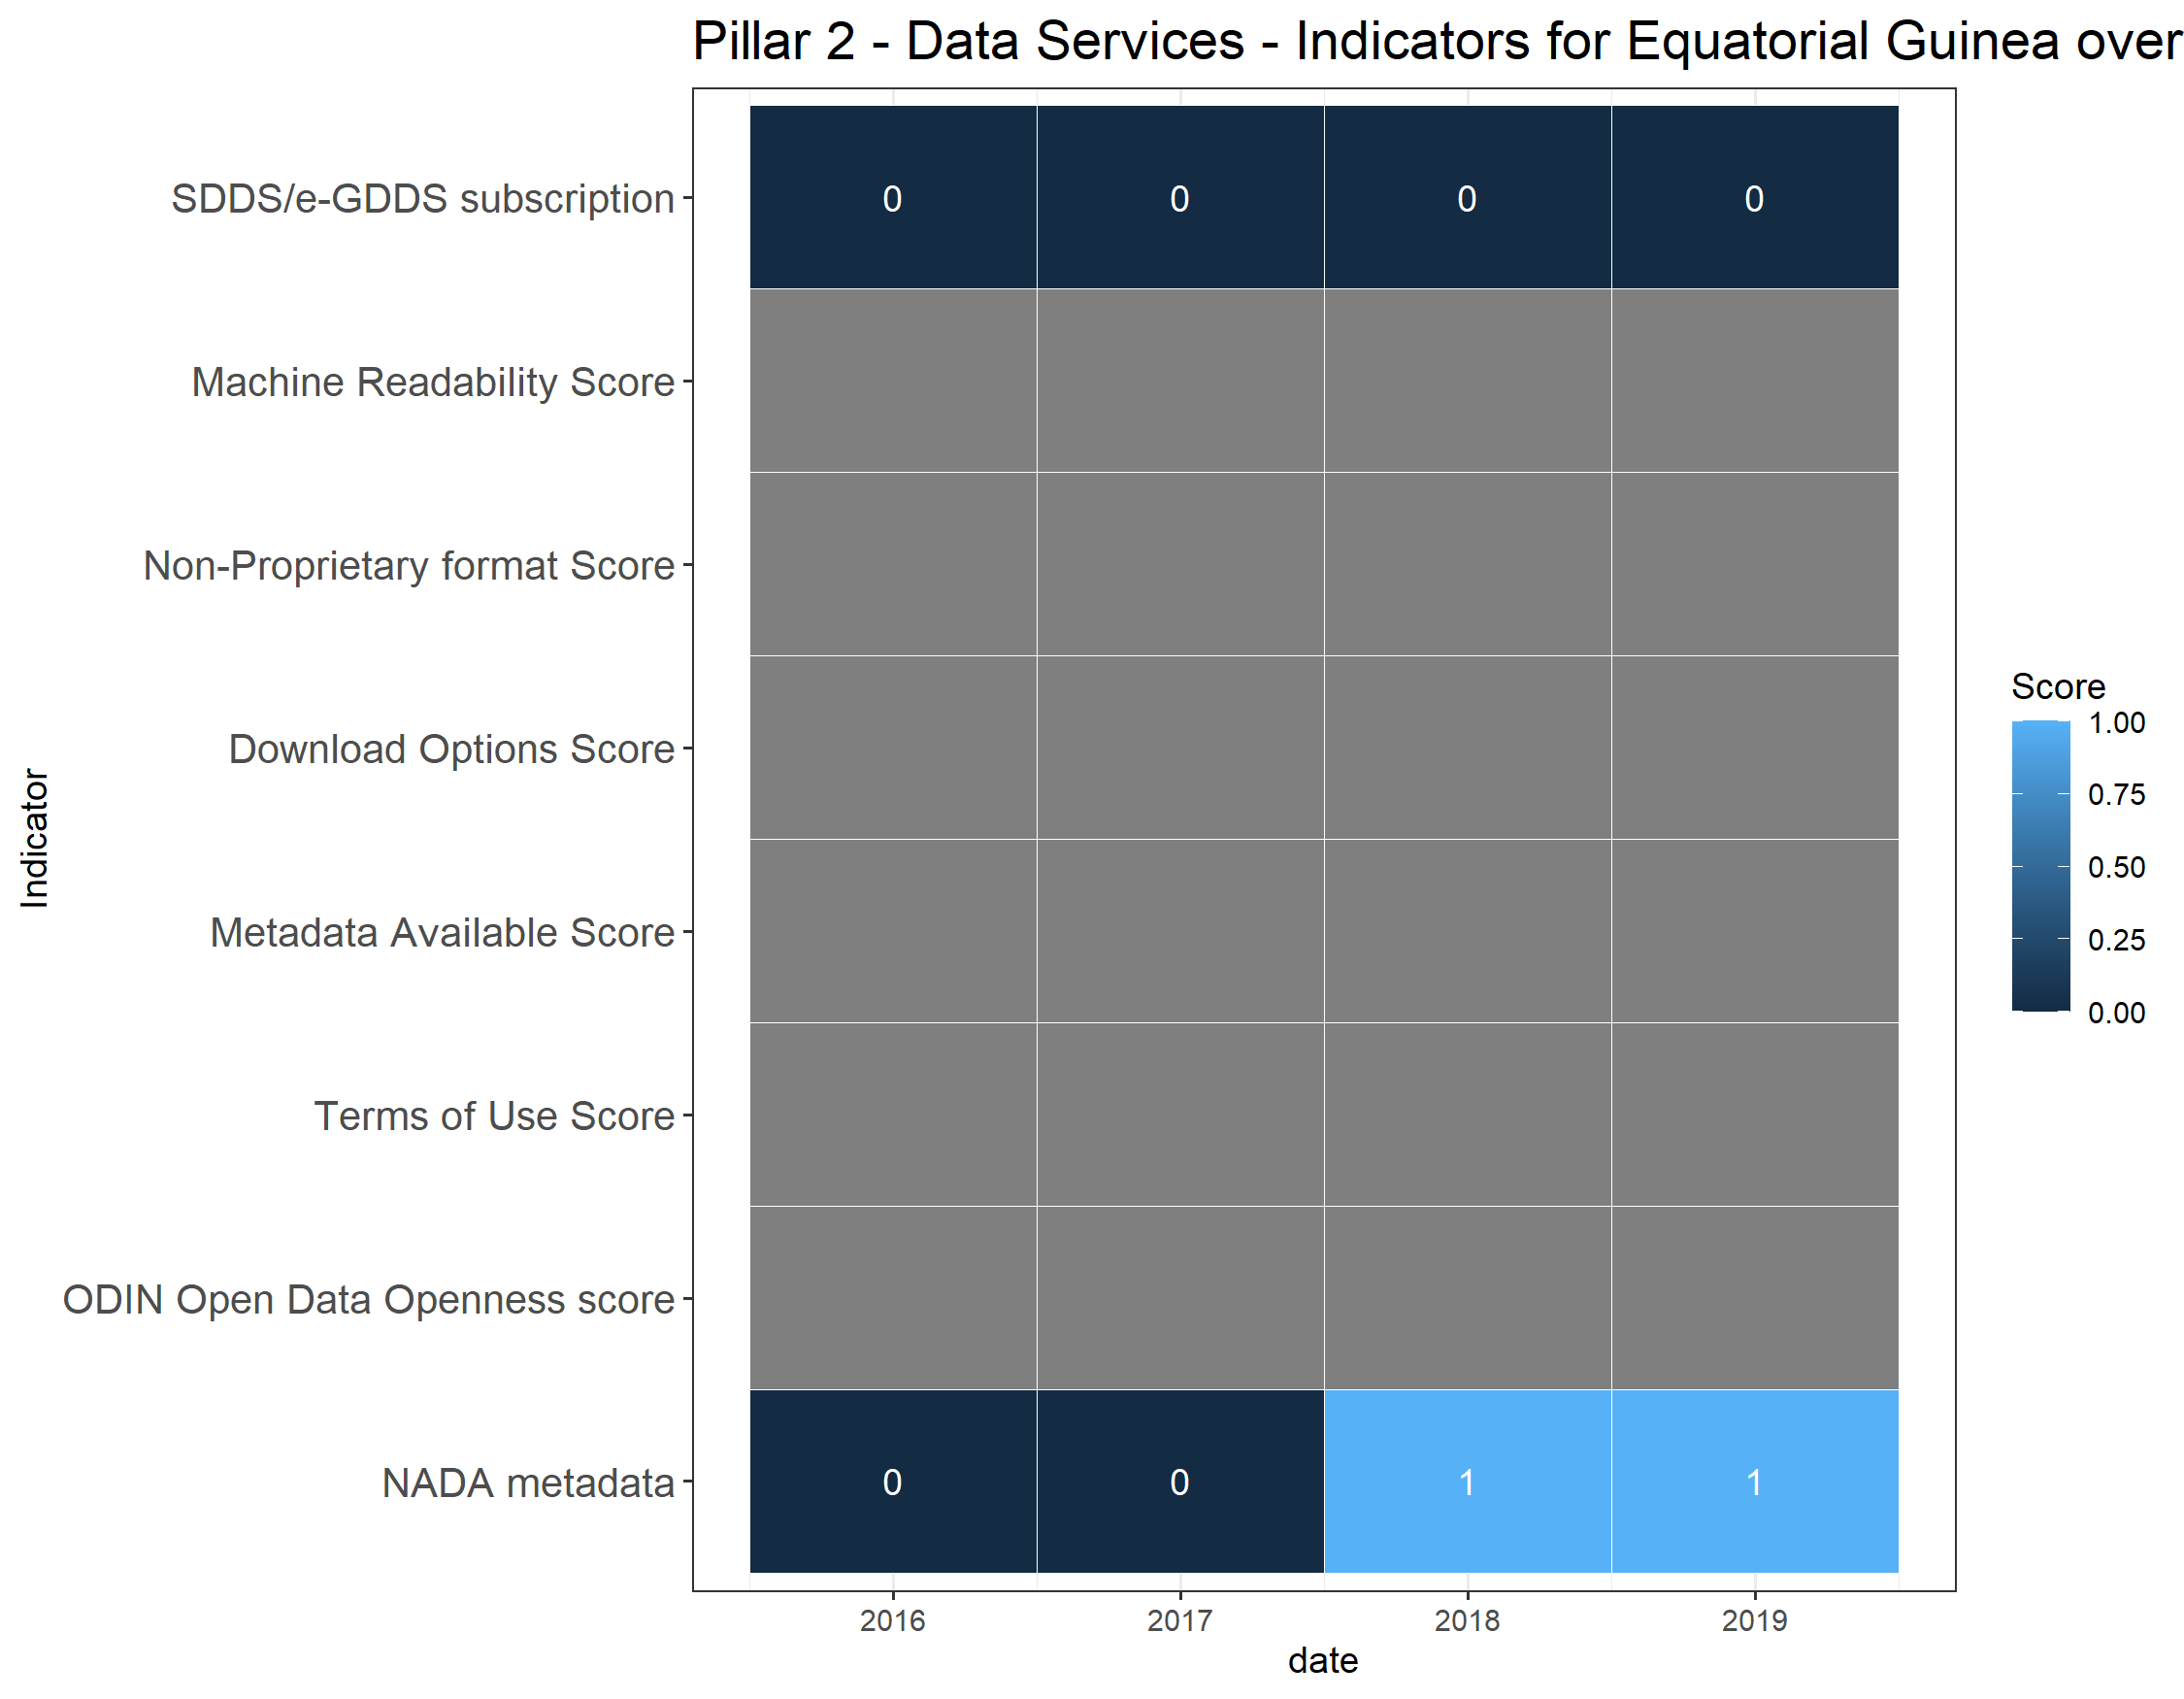 Pillar 2 - Data Services - Indicators for Equatorial Guinea over
Indicator
SDDS/e-GDDS subscription
0 0 0 0
Machine Readability Score
Non-Proprietary format Score
Download Options Score
Metadata Available Score
Terms of Use Score
ODIN Open Data Openness score
NADA metadata
0 0 1 1
2016 2017 2018 2019
date
Score
1.00
0.75
0.50
0.25
0.00